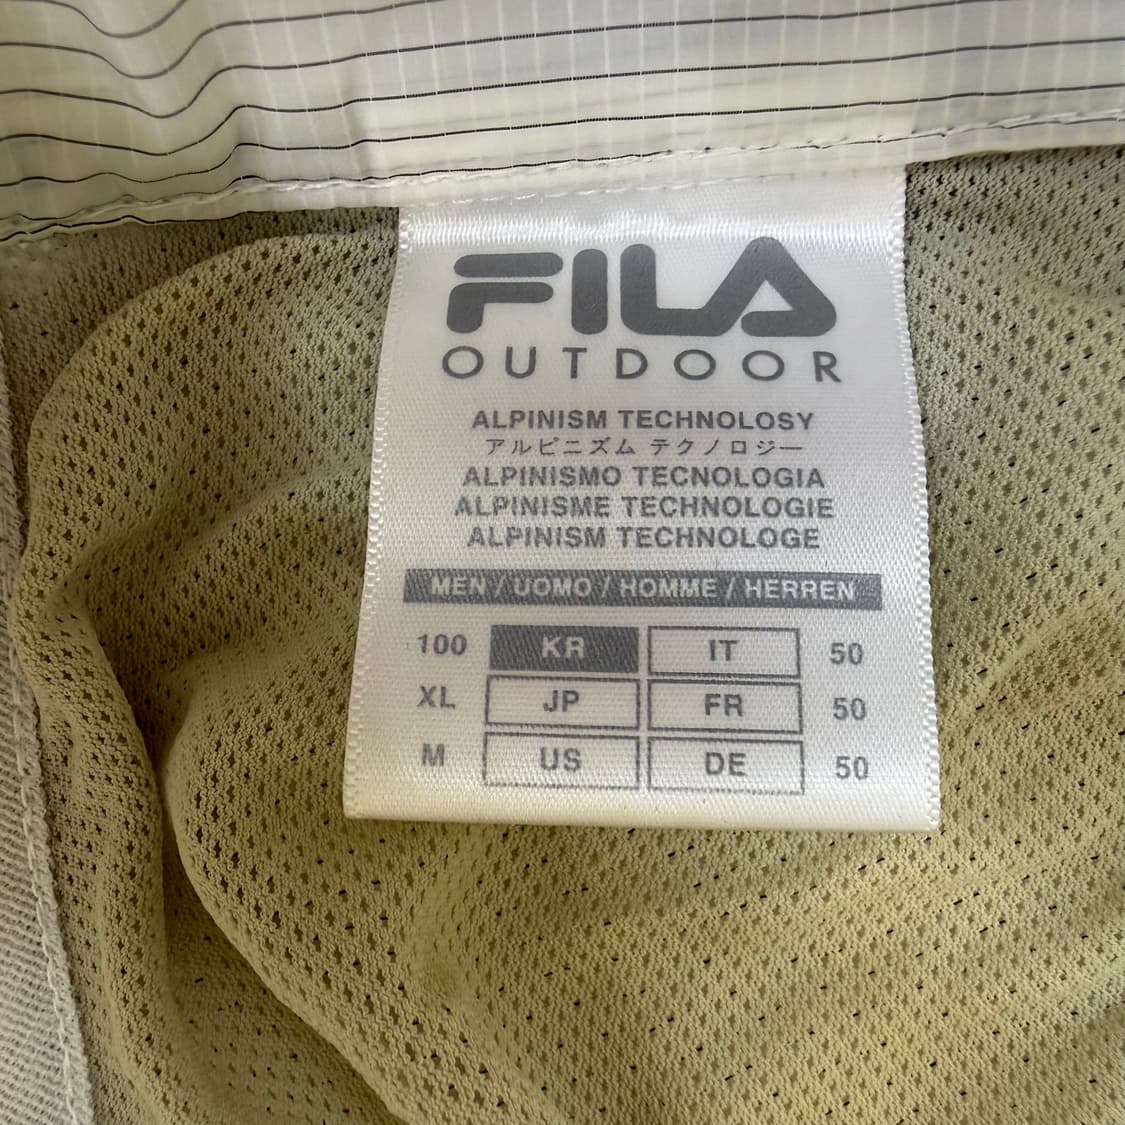 FILA
OUTDOOR
ALPINISM TECHNOLOSY
アルピニズム テクノロジー
ALPINISMO TECNOLOGIA
ALPINISME TECHNOLOGIE
ALPINISM TECHNOLOGE
MEN / UOMO / HOMME / HERREN
100 KR IT 50
XL JP FR 50
M US DE 50